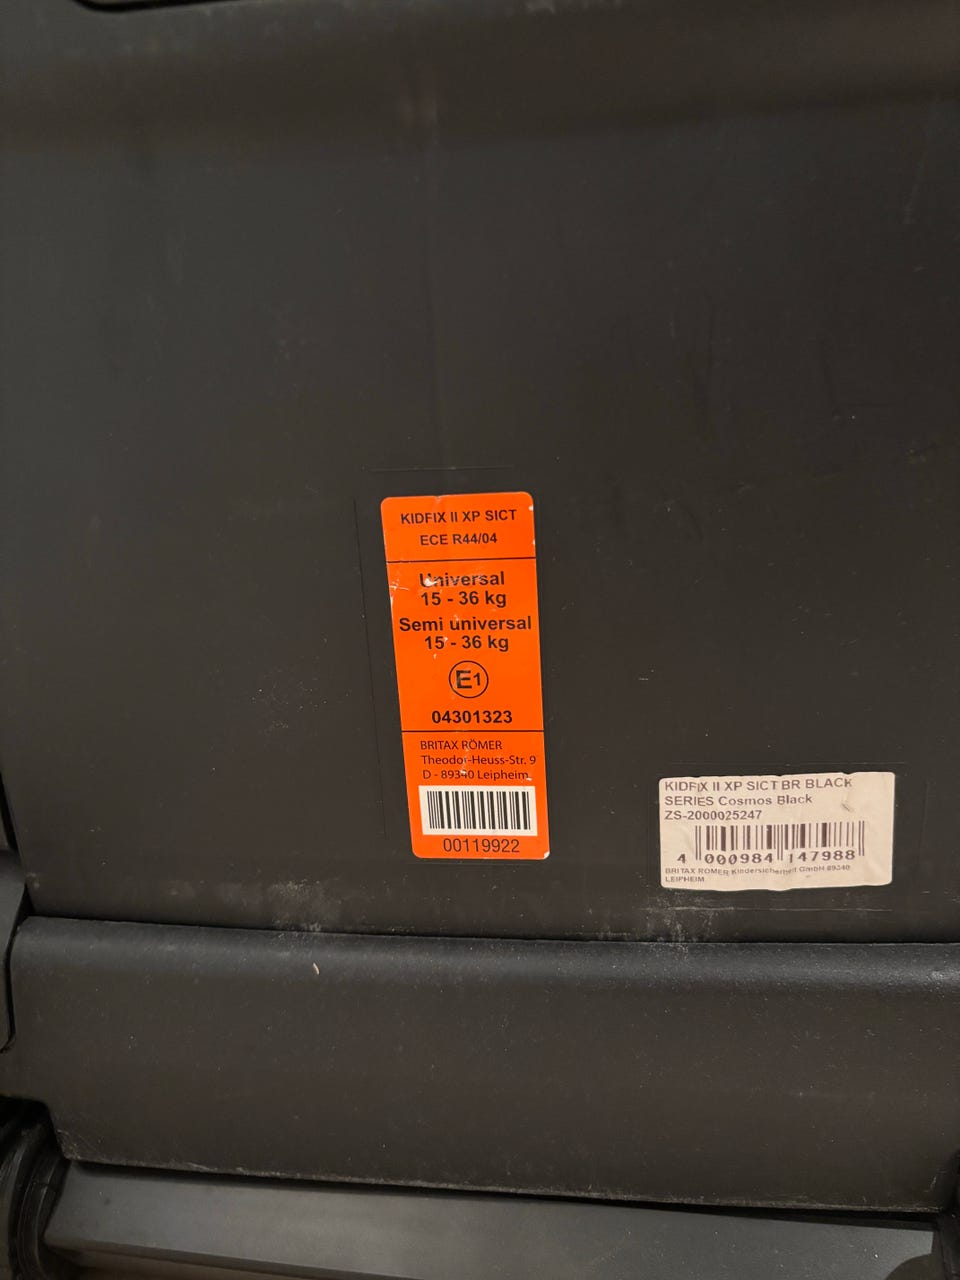 KIDFIX II XP SICT
ECE R44/04
Universal
15 - 36 kg
Semi universal
15 - 36 kg
E1
04301323
BRITAX RÖMER
Theodor-Heuss-Str. 9
D - 89340 Leipheim
00119922
KIDFIX II XP SICT BR BLACK
SERIES Cosmos Black
ZS-2000025247
4 000984 147988
BRITAX RÖMER Kindersicherheit GmbH 89340
LEIPHEIM